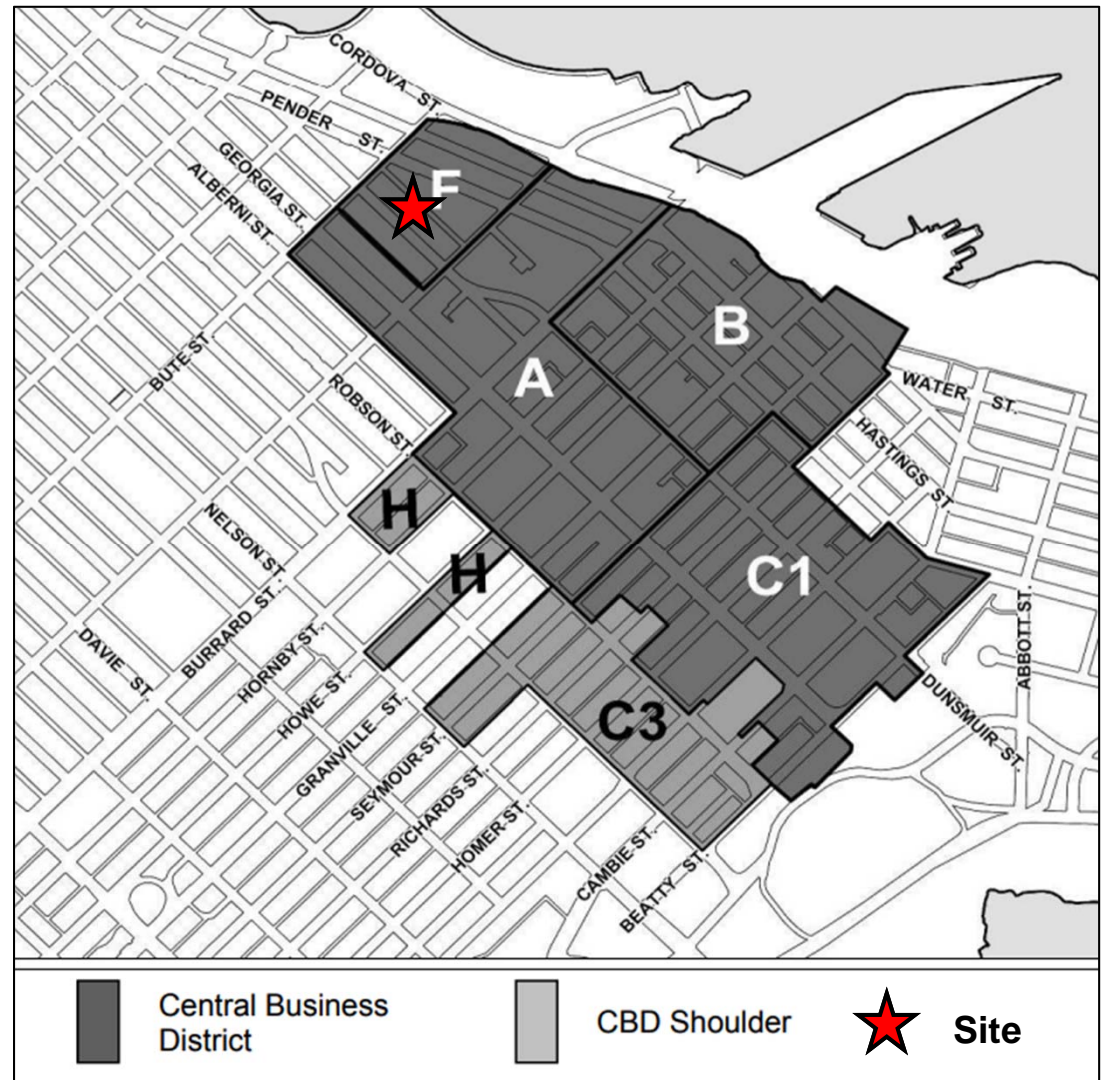 CORDOVA ST.
PENDER ST.
GEORGIA ST.
ALBERNI ST.
F
B
A
BUTE ST.
ROBSON ST.
WATER ST.
HASTINGS ST
H
NELSON ST.
H
C1
BURRARD ST.
DAVIE ST.
HORNBY ST.
ABBOTT ST.
HOWE ST.
C3
DUNSMUIR ST.
GRANVILLE ST.
SEYMOUR ST.
RICHARDS ST.
HOMER ST.
CAMBIE ST.
BEATTY ST.
Central Business
District
CBD Shoulder
Site